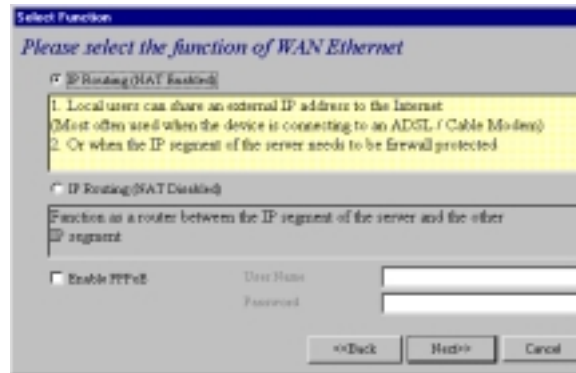 Select Function
Please select the function of WAN Ethernet
IP Routing (NAT Enabled)
1. Local users can share an external IP address to the Internet
(Most often used when the device is connecting to an ADSL / Cable Modem)
2. Or when the IP segment of the server needs to be firewall protected
IP Routing (NAT Disabled)
Function as a router between the IP segment of the server and the other
IP segment
Enable PPPoE
User Name
Password
<<Back
Next>>
Cancel